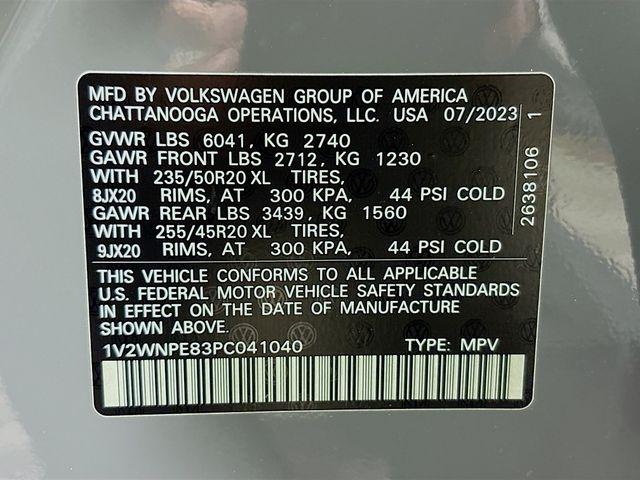 MFD BY VOLKSWAGEN GROUP OF AMERICA
CHATTANOOGA OPERATIONS, LLC. USA 07/2023
GVWR LBS 6041, KG 2740
GAWR FRONT LBS 2712, KG 1230
WITH 235/50R20 XL TIRES,
8JX20 RIMS, AT 300 KPA, 44 PSI COLD
GAWR REAR LBS 3439, KG 1560
WITH 255/45R20 XL TIRES,
9JX20 RIMS, AT 300 KPA, 44 PSI COLD
THIS VEHICLE CONFORMS TO ALL APPLICABLE
U.S. FEDERAL MOTOR VEHICLE SAFETY STANDARDS
IN EFFECT ON THE DATE OF MANUFACTURE
SHOWN ABOVE.
1V2WNPE83PC041040 TYPE: MPV
2638106 1